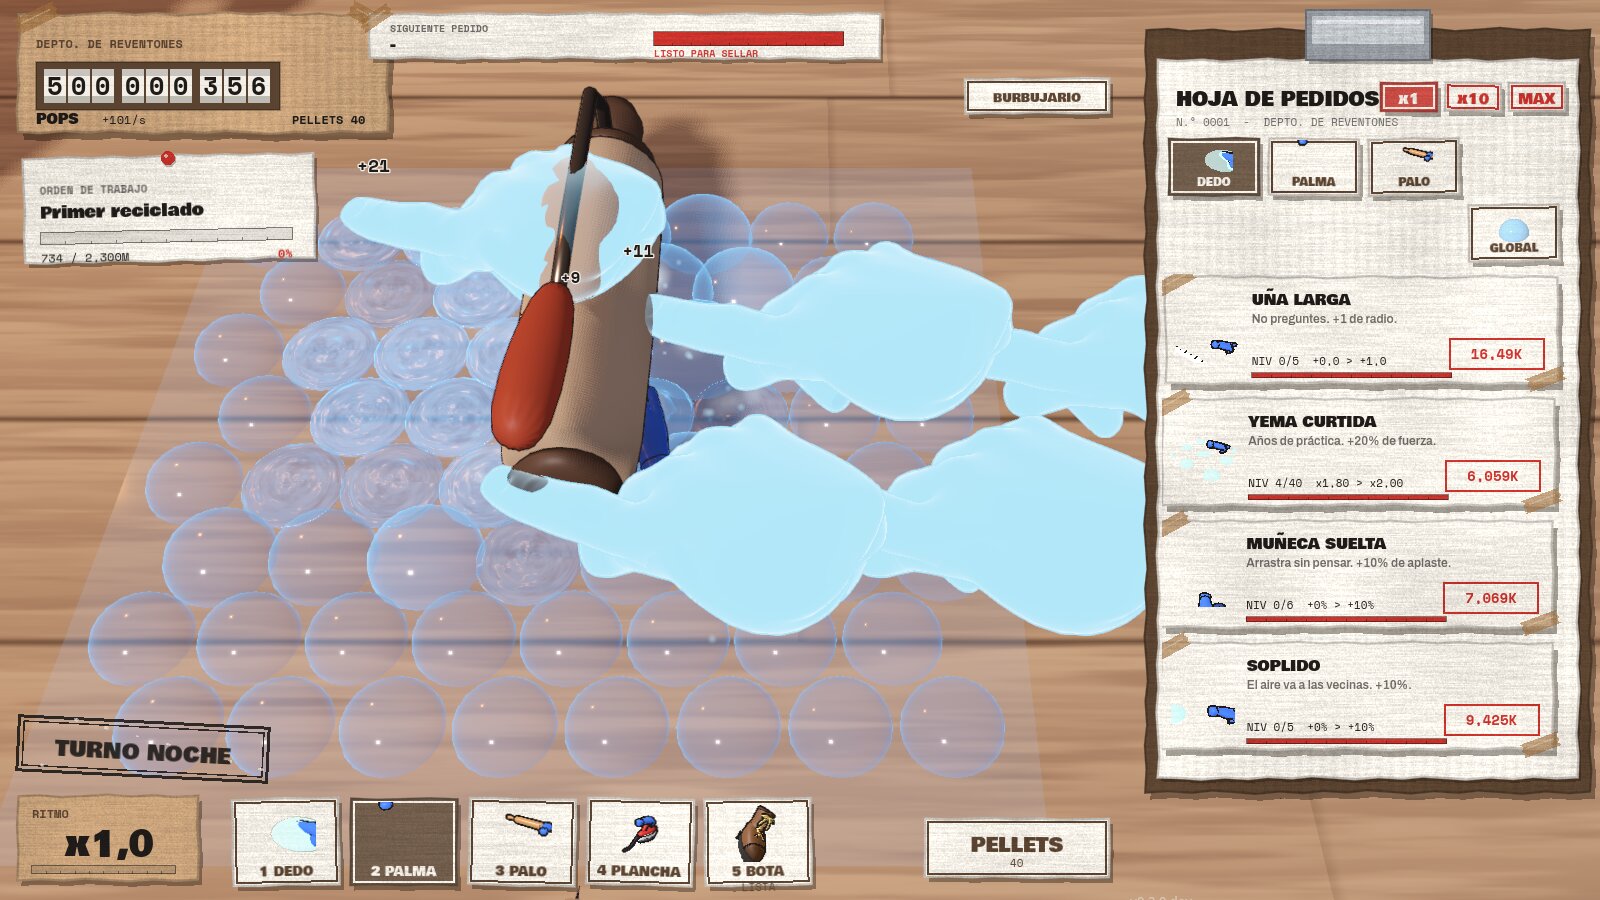 DEPTO. DE REVENTONES
500 000 356
POPS +101/s PELLETS 40
SIGUIENTE PEDIDO
-
LISTO PARA SELLAR
BURBUJARIO
ORDEN DE TRABAJO
Primer reciclado
0%
734 / 2,300M
+21
+11
+9
HOJA DE PEDIDOS x1 x10 MAX
N.° 0001 - DEPTO. DE REVENTONES
DEDO PALMA PALO
GLOBAL
UÑA LARGA
No preguntes. +1 de radio.
NIV 0/5 +0,0 > +1,0
16,49K
YEMA CURTIDA
Años de práctica. +20% de fuerza.
NIV 4/40 x1,80 > x2,00
6,059K
MUÑECA SUELTA
Arrastra sin pensar. +10% de aplaste.
NIV 0/6 +0% > +10%
7,069K
SOPLIDO
El aire va a las vecinas. +10%.
NIV 0/5 +0% > +10%
9,425K
TURNO NOCHE
RITMO
x1,0
1 DEDO 2 PALMA 3 PALO 4 PLANCHA 5 BOTA
LISTA
PELLETS
40